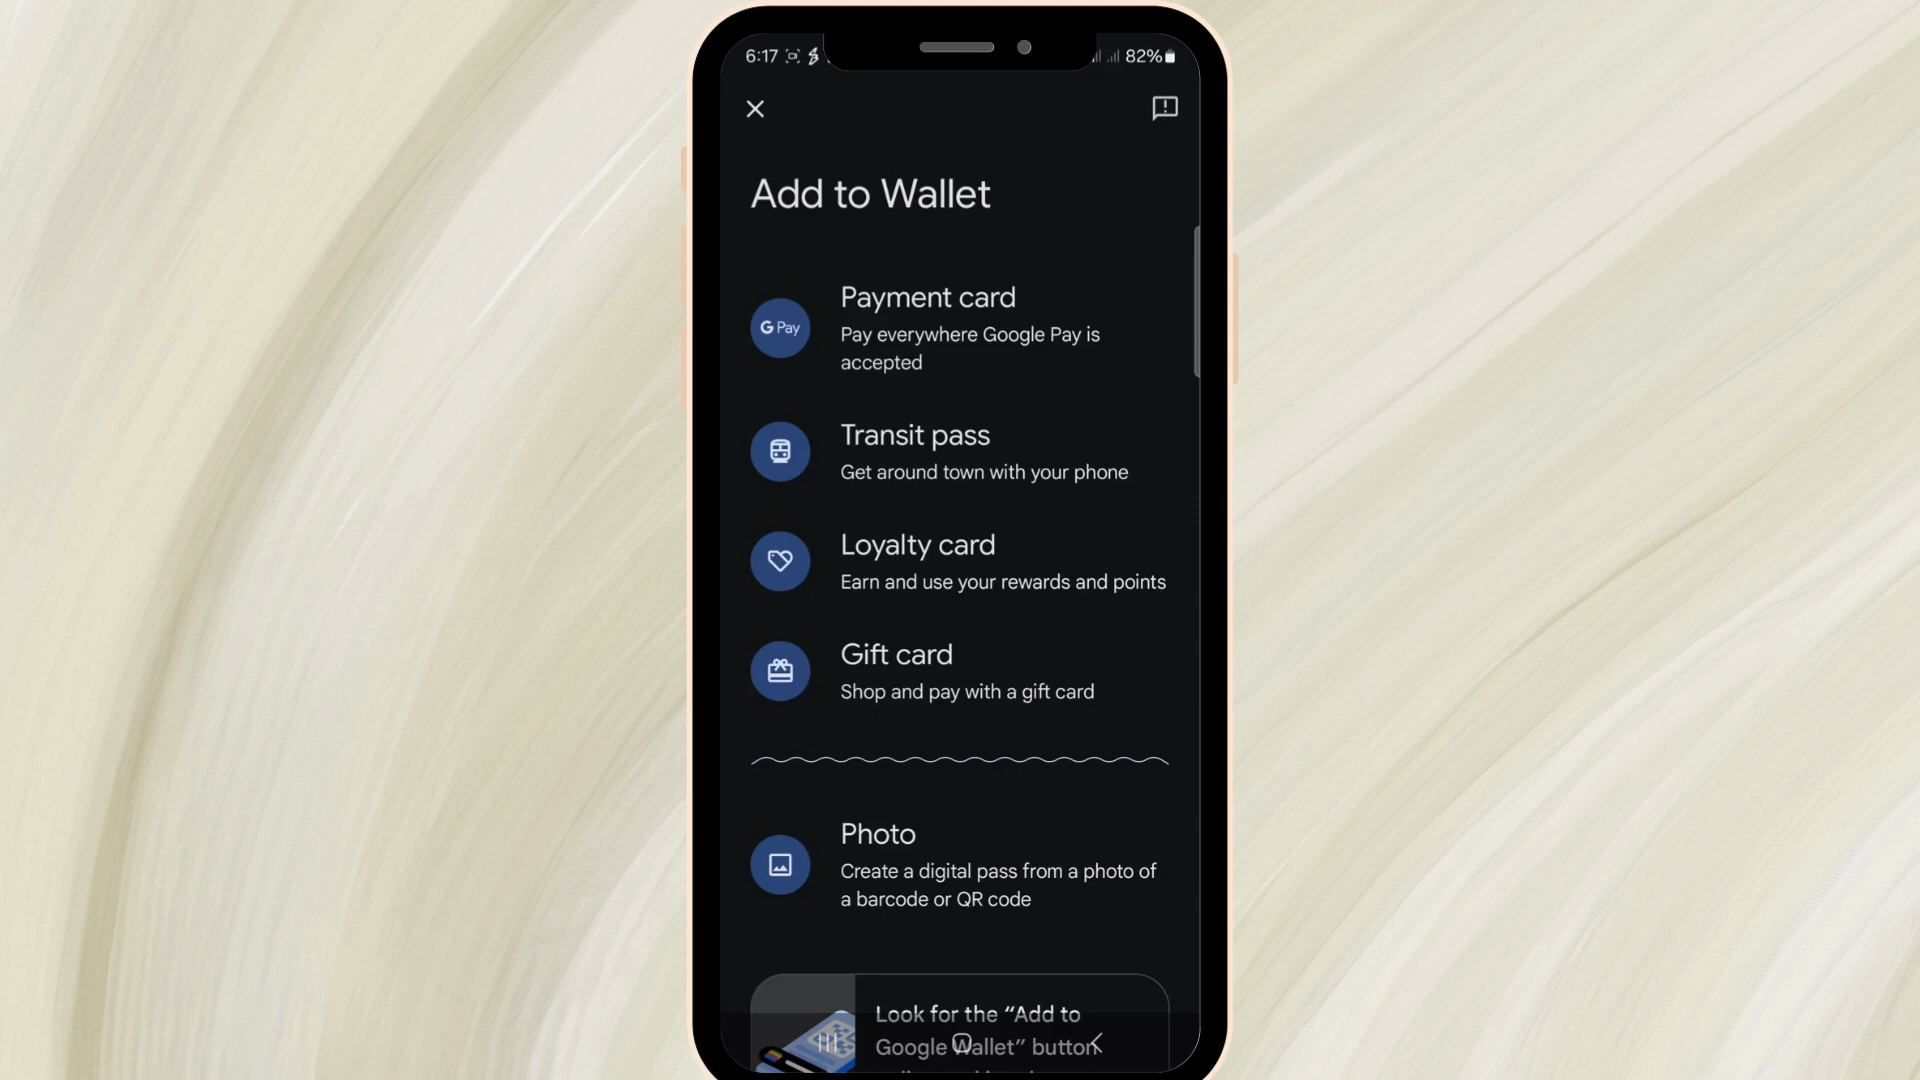 6:17
82%
Add to Wallet
Payment card
G Pay
Pay everywhere Google Pay is
accepted
Transit pass
Get around town with your phone
Loyalty card
Earn and use your rewards and points
Gift card
Shop and pay with a gift card
Photo
Create a digital pass from a photo of
a barcode or QR code
Look for the “Add to
Google Wallet” button